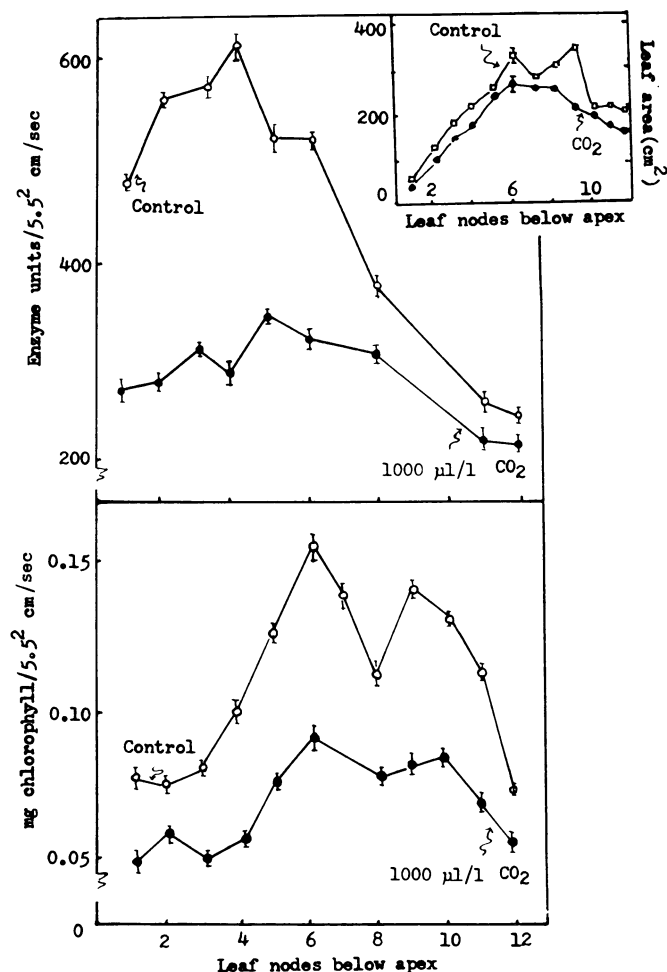 600
400
200
Enzyme units/5.5² cm/sec
Control
1000 µl/l CO₂
400
200
0
Control
CO₂
Leaf area(cm²)
2 6 10
Leaf nodes below apex
0.15
0.10
0.05
0
mg chlorophyll/5.5² cm/sec
Control
1000 µl/l CO₂
2 4 6 8 10 12
Leaf nodes below apex